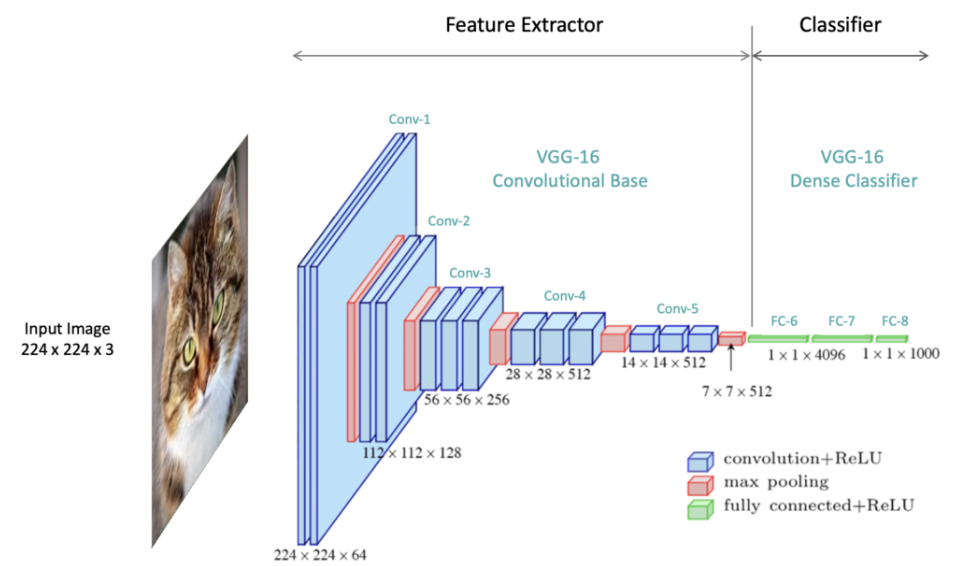 Feature Extractor
Classifier
Conv-1
VGG-16
Convolutional Base
VGG-16
Dense Classifier
Conv-2
Conv-3
Conv-4
Conv-5
FC-6
FC-7
FC-8
Input Image
224 x 224 x 3
1 × 1 × 4096
1 × 1 × 1000
14 × 14 × 512
28 × 28 × 512
7 × 7 × 512
56 × 56 × 256
112 × 112 × 128
convolution+ReLU
max pooling
fully connected+ReLU
224 × 224 × 64